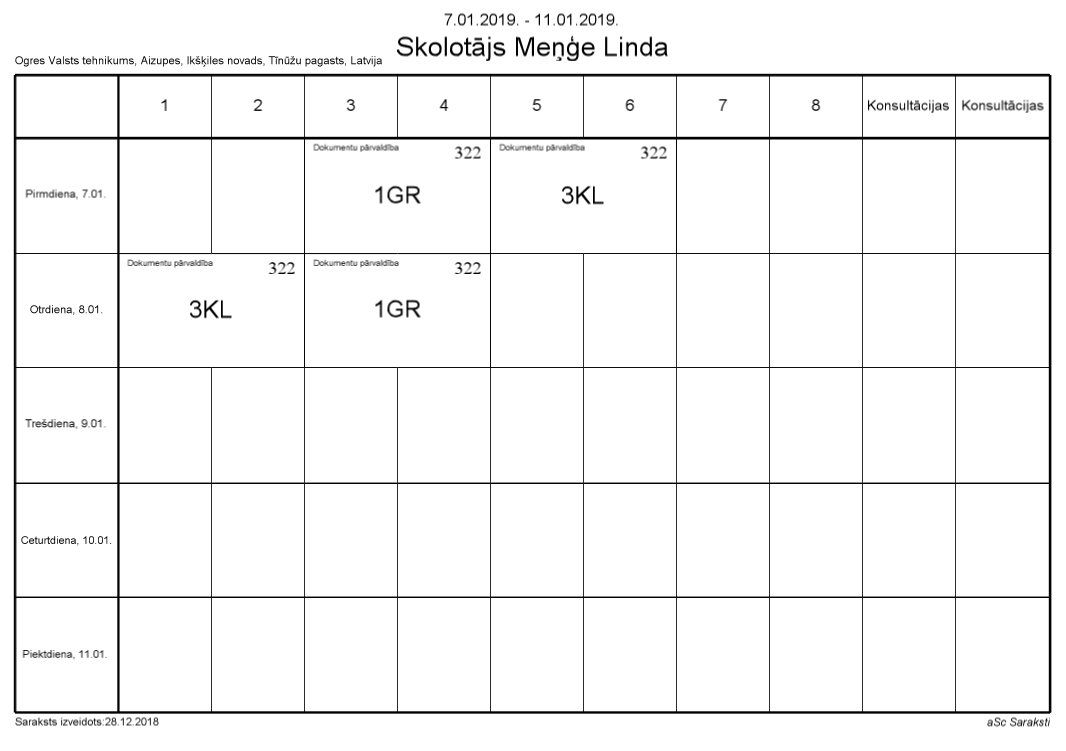 7.01.2019. - 11.01.2019.
Skolotājs Meņģe Linda
Ogres Valsts tehnikums, Aizupes, Ikšķiles novads, Tīnūžu pagasts, Latvija
1 2 3 4 5 6 7 8 Konsultācijas Konsultācijas
Dokumentu pārvaldība 322 Dokumentu pārvaldība 322
Pirmdiena, 7.01. 1GR 3KL
Dokumentu pārvaldība 322 Dokumentu pārvaldība 322
Otrdiena, 8.01. 3KL 1GR
Trešdiena, 9.01.
Ceturtdiena, 10.01.
Piektdiena, 11.01.
Saraksts izveidots:28.12.2018 aSc Saraksti